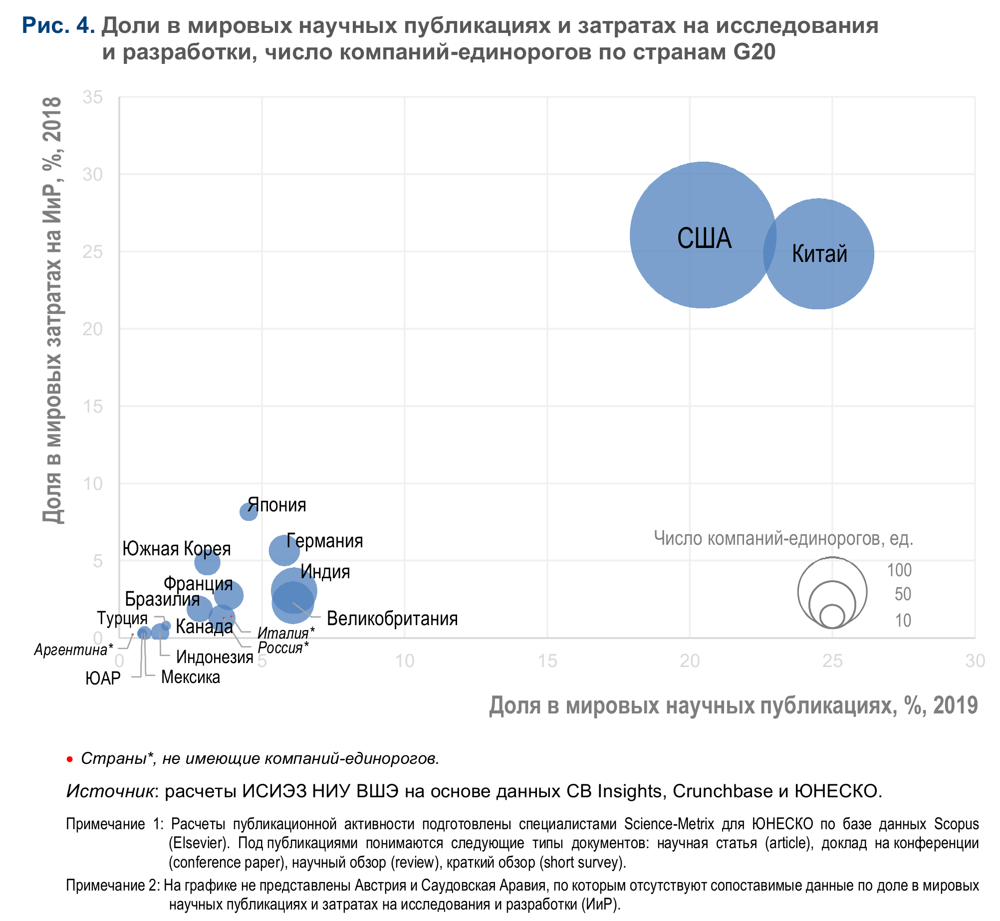 Рис. 4. Доли в мировых научных публикациях и затратах на исследования
и разработки, число компаний-единорогов по странам G20
Доля в мировых затратах на ИиР, %, 2018
35
30
25
20
15
10
5
0
США
Китай
Япония
Германия
Южная Корея
Индия
Франция
Бразилия
Турция
Канада
Великобритания
Италия*
Россия*
Аргентина*
Индонезия
ЮАР
Мексика
Число компаний-единорогов, ед.
100
50
10
0
5
10
15
20
25
30
Доля в мировых научных публикациях, %, 2019
• Страны*, не имеющие компаний-единорогов.
Источник: расчеты ИСИЭЗ НИУ ВШЭ на основе данных CB Insights, Crunchbase и ЮНЕСКО.
Примечание 1: Расчеты публикационной активности подготовлены специалистами Science-Metrix для ЮНЕСКО по базе данных Scopus
(Elsevier). Под публикациями понимаются следующие типы документов: научная статья (article), доклад на конференции
(conference paper), научный обзор (review), краткий обзор (short survey).
Примечание 2: На графике не представлены Австрия и Саудовская Аравия, по которым отсутствуют сопоставимые данные по доле в мировых
научных публикациях и затратах на исследования и разработки (ИиР).